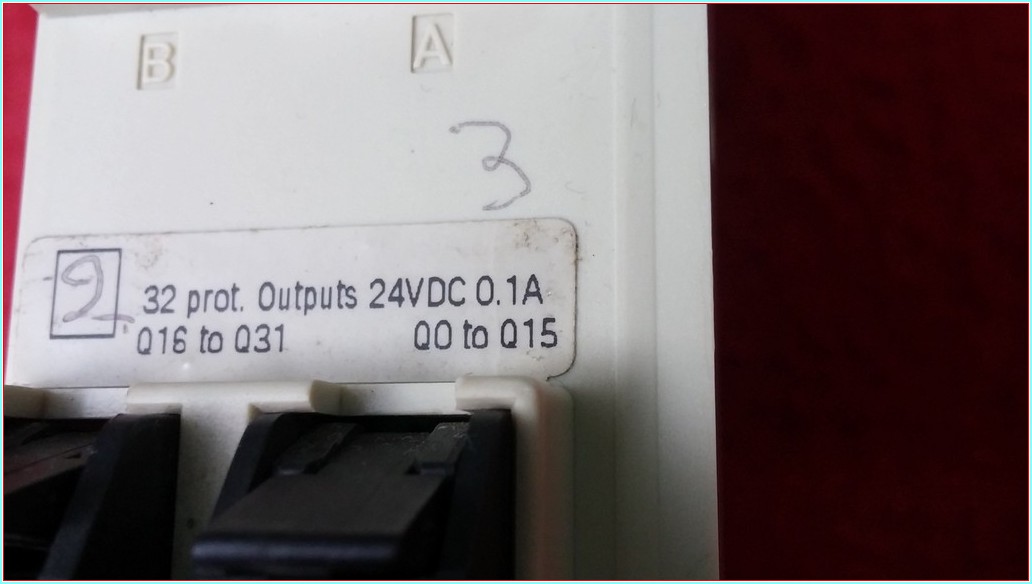 B A
3
2 32 prot. Outputs 24VDC 0.1A
Q16 to Q31 Q0 to Q15